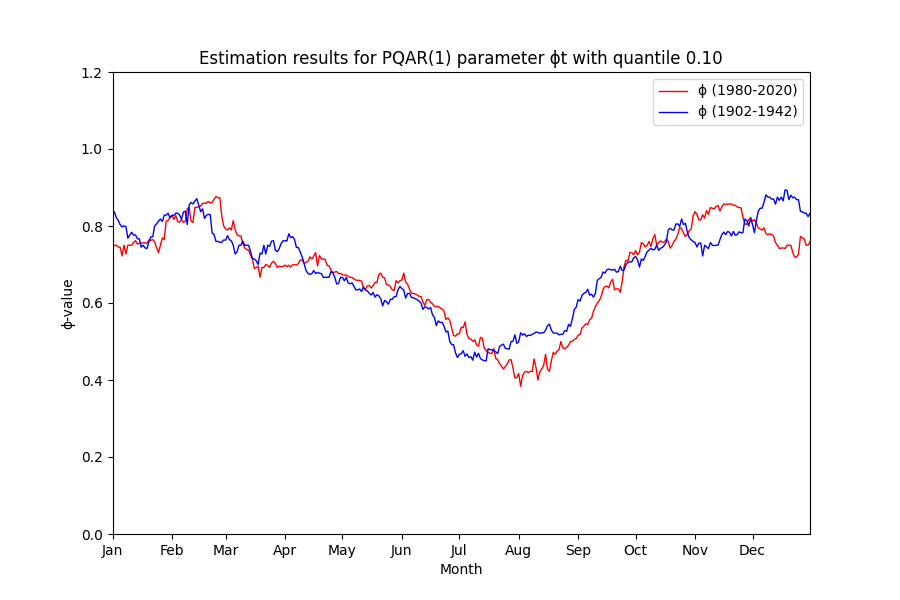 Estimation results for PQAR(1) parameter ϕt with quantile 0.10
1.2
1.0
0.8
0.6
0.4
0.2
0.0
ϕ-value
ϕ (1980-2020)
ϕ (1902-1942)
Jan Feb Mar Apr May Jun Jul Aug Sep Oct Nov Dec
Month